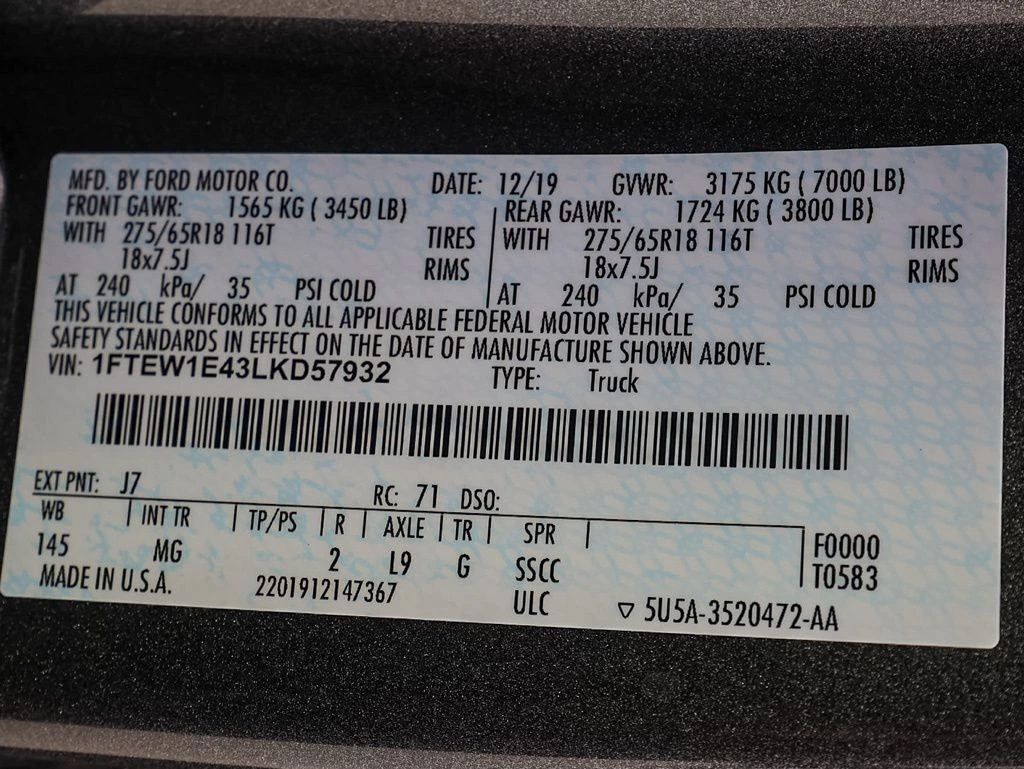 MFD. BY FORD MOTOR CO. DATE: 12/19 GVWR: 3175 KG ( 7000 LB)
FRONT GAWR: 1565 KG ( 3450 LB) REAR GAWR: 1724 KG ( 3800 LB)
WITH 275/65R18 116T TIRES WITH 275/65R18 116T TIRES
18x7.5J RIMS 18x7.5J RIMS
AT 240 kPa/ 35 PSI COLD AT 240 kPa/ 35 PSI COLD
THIS VEHICLE CONFORMS TO ALL APPLICABLE FEDERAL MOTOR VEHICLE
SAFETY STANDARDS IN EFFECT ON THE DATE OF MANUFACTURE SHOWN ABOVE.
VIN: 1FTEW1E43LKD57932 TYPE: Truck
EXT PNT: J7 RC: 71 DSO:
WB INT TR TP/PS R AXLE TR SPR F0000
145 MG 2 L9 G SSCC T0583
MADE IN U.S.A. 2201912147367 ULC ▽ 5U5A-3520472-AA